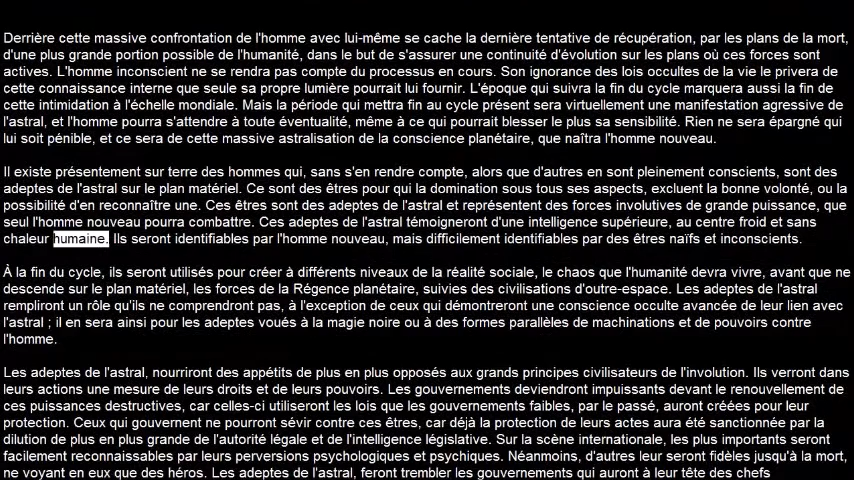 Derrière cette massive confrontation de l'homme avec lui-même se cache la dernière tentative de récupération, par les plans de la mort,
d'une plus grande portion possible de l'humanité, dans le but de s'assurer une continuité d'évolution sur les plans où ces forces sont
actives. L'homme inconscient ne se rendra pas compte du processus en cours. Son ignorance des lois occultes de la vie le privera de
cette connaissance interne que seule sa propre lumière pourrait lui fournir. L'époque qui suivra la fin du cycle marquera aussi la fin de
cette intimidation à l'échelle mondiale. Mais la période qui mettra fin au cycle présent sera virtuellement une manifestation agressive de
l'astral, et l'homme pourra s'attendre à toute éventualité, même à ce qui pourrait blesser le plus sa sensibilité. Rien ne sera épargné qui
lui soit pénible, et ce sera de cette massive astralisation de la conscience planétaire, que naîtra l'homme nouveau.
Il existe présentement sur terre des hommes qui, sans s'en rendre compte, alors que d'autres en sont pleinement conscients, sont des
adeptes de l'astral sur le plan matériel. Ce sont des êtres pour qui la domination sous tous ses aspects, excluent la bonne volonté, ou la
possibilité d'en reconnaître une. Ces êtres sont des adeptes de l'astral et représentent des forces involutives de grande puissance, que
seul l'homme nouveau pourra combattre. Ces adeptes de l'astral témoigneront d'une intelligence supérieure, au centre froid et sans
chaleur humaine. Ils seront identifiables par l'homme nouveau, mais difficilement identifiables par des êtres naïfs et inconscients.
À la fin du cycle, ils seront utilisés pour créer à différents niveaux de la réalité sociale, le chaos que l'humanité devra vivre, avant que ne
descende sur le plan matériel, les forces de la Régence planétaire, suivies des civilisations d'outre-espace. Les adeptes de l'astral
rempliront un rôle qu'ils ne comprendront pas, à l'exception de ceux qui démontreront une conscience occulte avancée de leur lien avec
l'astral ; il en sera ainsi pour les adeptes voués à la magie noire ou à des formes parallèles de machinations et de pouvoirs contre
l'homme.
Les adeptes de l'astral, nourriront des appétits de plus en plus opposés aux grands principes civilisateurs de l'involution. Ils verront dans
leurs actions une mesure de leurs droits et de leurs pouvoirs. Les gouvernements deviendront impuissants devant le renouvellement de
ces puissances destructives, car celles-ci utiliseront les lois que les gouvernements faibles, par le passé, auront créées pour leur
protection. Ceux qui gouvernent ne pourront sévir contre ces êtres, car déjà la protection de leurs actes aura été sanctionnée par la
dilution de plus en plus grande de l'autorité légale et de l'intelligence législative. Sur la scène internationale, les plus importants seront
facilement reconnaissables par leurs perversions psychologiques et psychiques. Néanmoins, d'autres leur seront fidèles jusqu'à la mort,
ne voyant en eux que des héros. Les adeptes de l'astral, feront trembler les gouvernements qui auront à leur tête des chefs